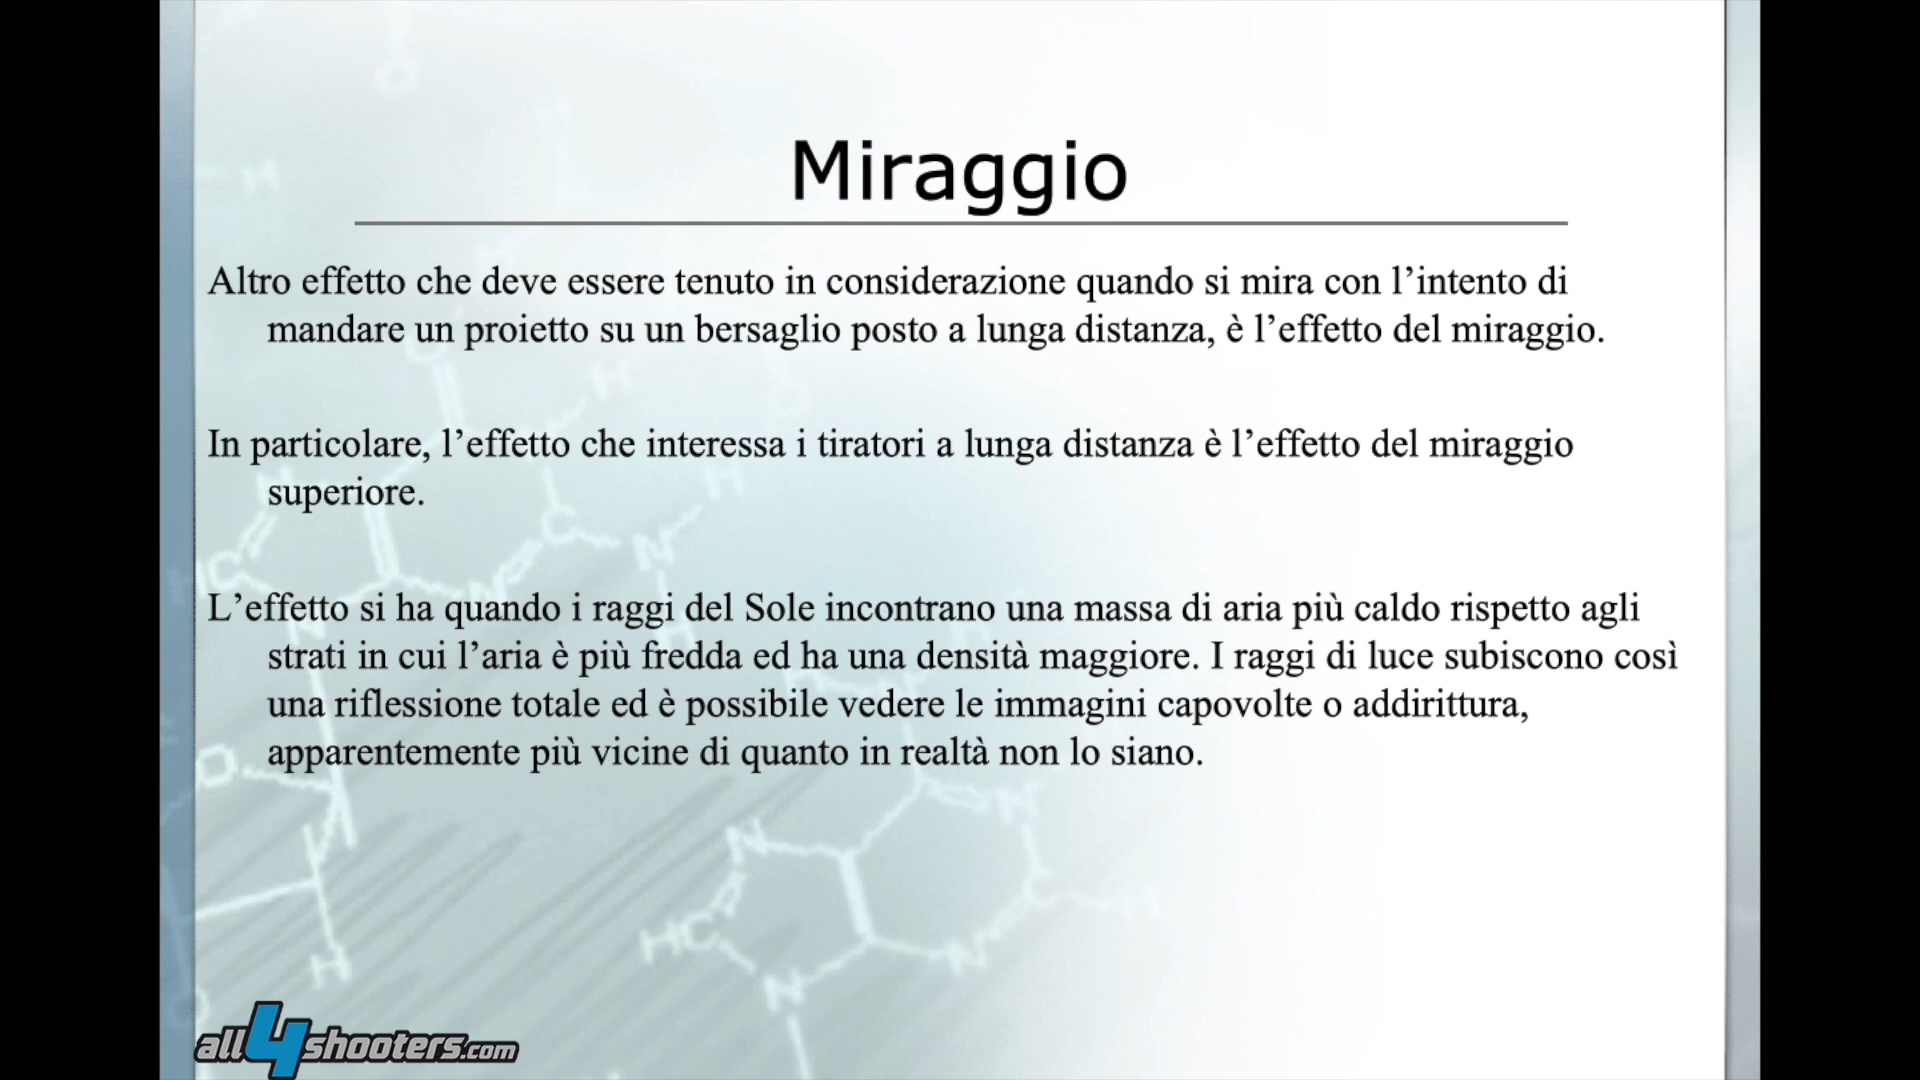 Miraggio
Altro effetto che deve essere tenuto in considerazione quando si mira con l’intento di
mandare un proietto su un bersaglio posto a lunga distanza, è l’effetto del miraggio.
In particolare, l’effetto che interessa i tiratori a lunga distanza è l’effetto del miraggio
superiore.
L’effetto si ha quando i raggi del Sole incontrano una massa di aria più caldo rispetto agli
strati in cui l’aria è più fredda ed ha una densità maggiore. I raggi di luce subiscono così
una riflessione totale ed è possibile vedere le immagini capovolte o addirittura,
apparentemente più vicine di quanto in realtà non lo siano.
all4shooters.com